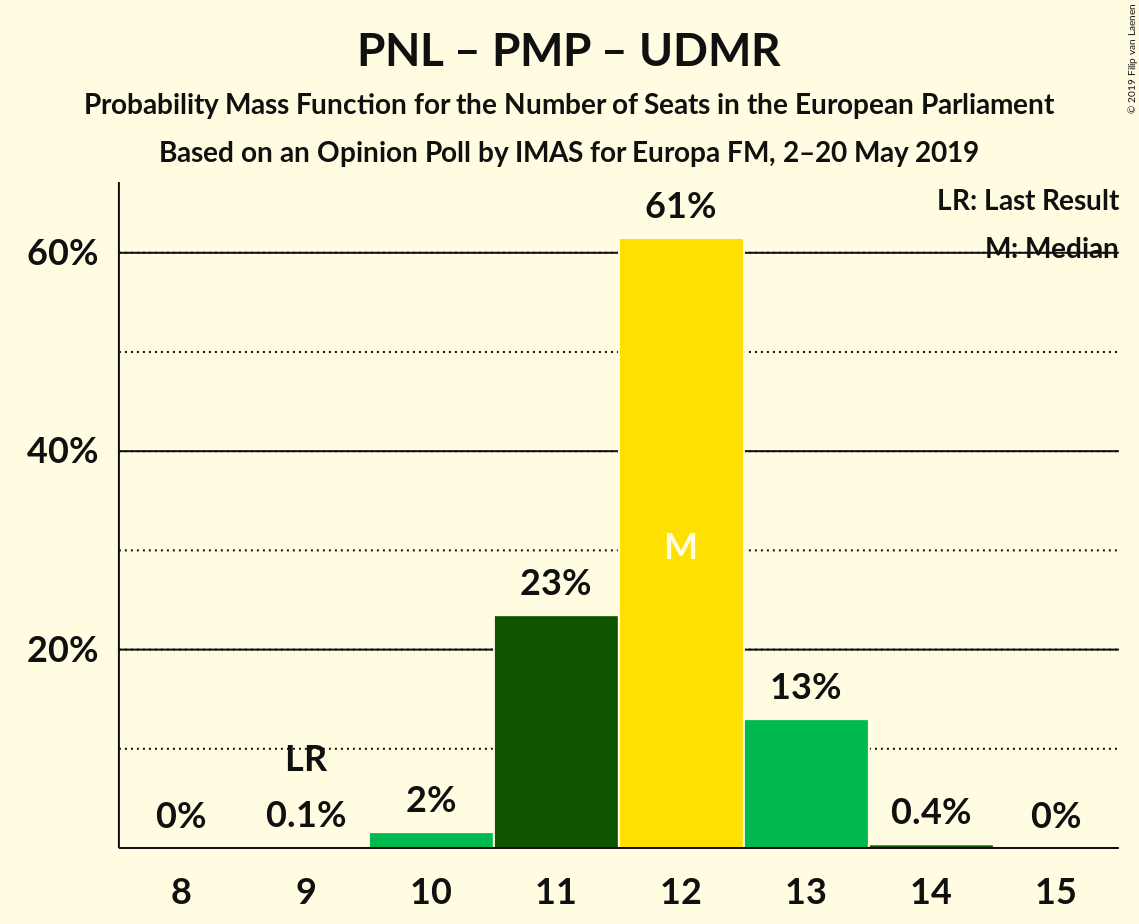 PNL – PMP – UDMR
Probability Mass Function for the Number of Seats in the European Parliament
Based on an Opinion Poll by IMAS for Europa FM, 2–20 May 2019
© 2019 Filip van Laenen
LR: Last Result
M: Median
60%
40%
20%
0%
LR
0.1%
2%
23%
61%
M
13%
0.4%
0%
8 9 10 11 12 13 14 15